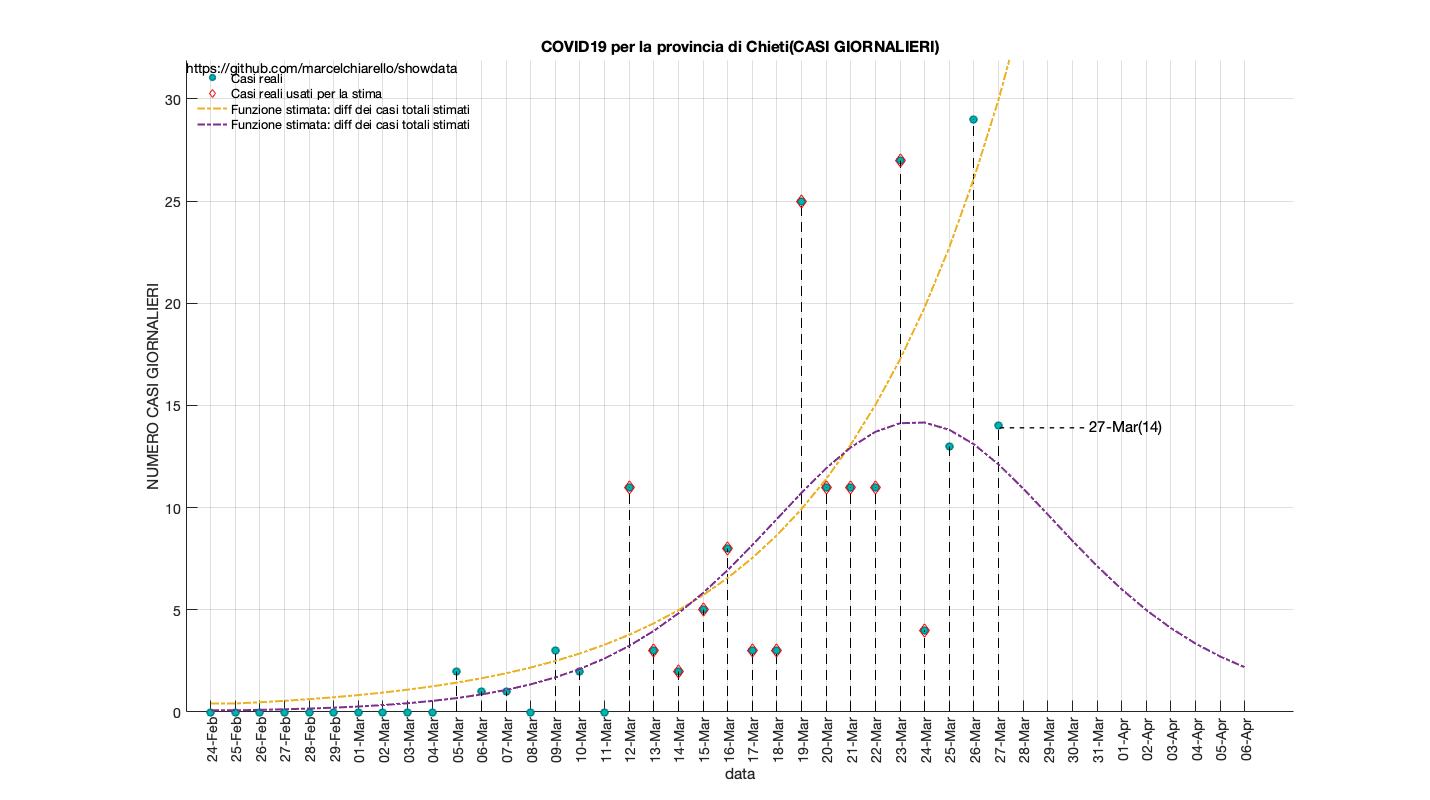 COVID19 per la provincia di Chieti(CASI GIORNALIERI)
https://github.com/marcelchiarello/showdata
Casi reali
Casi reali usati per la stima
Funzione stimata: diff dei casi totali stimati
Funzione stimata: diff dei casi totali stimati
NUMERO CASI GIORNALIERI
30
25
20
15
10
5
0
27-Mar(14)
24-Feb
25-Feb
26-Feb
27-Feb
28-Feb
29-Feb
01-Mar
02-Mar
03-Mar
04-Mar
05-Mar
06-Mar
07-Mar
08-Mar
09-Mar
10-Mar
11-Mar
12-Mar
13-Mar
14-Mar
15-Mar
16-Mar
17-Mar
18-Mar
19-Mar
20-Mar
21-Mar
22-Mar
23-Mar
24-Mar
25-Mar
26-Mar
27-Mar
28-Mar
29-Mar
30-Mar
31-Mar
01-Apr
02-Apr
03-Apr
04-Apr
05-Apr
06-Apr
data